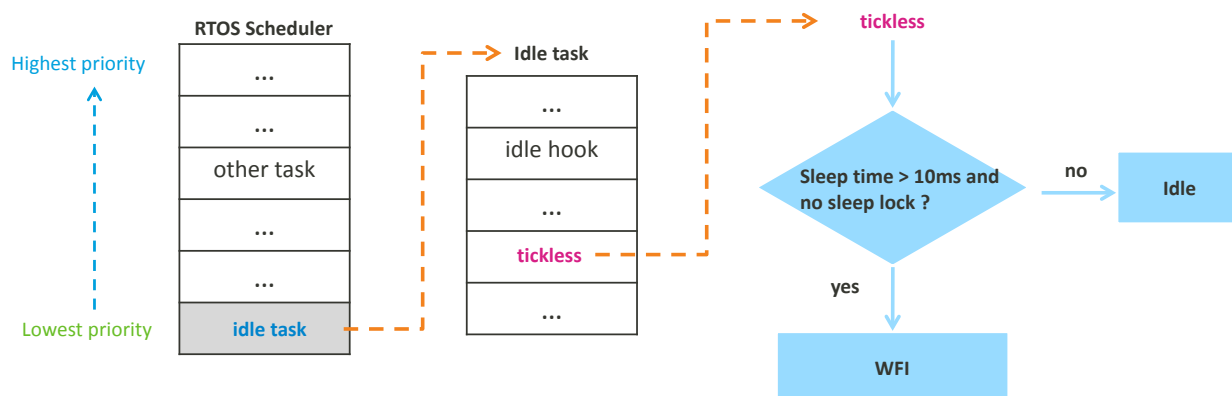 RTOS Scheduler
Highest priority
...
...
other task
...
...
idle task
Lowest priority
Idle task
...
idle hook
...
tickless
...
tickless
Sleep time > 10ms and
no sleep lock ?
no
Idle
yes
WFI